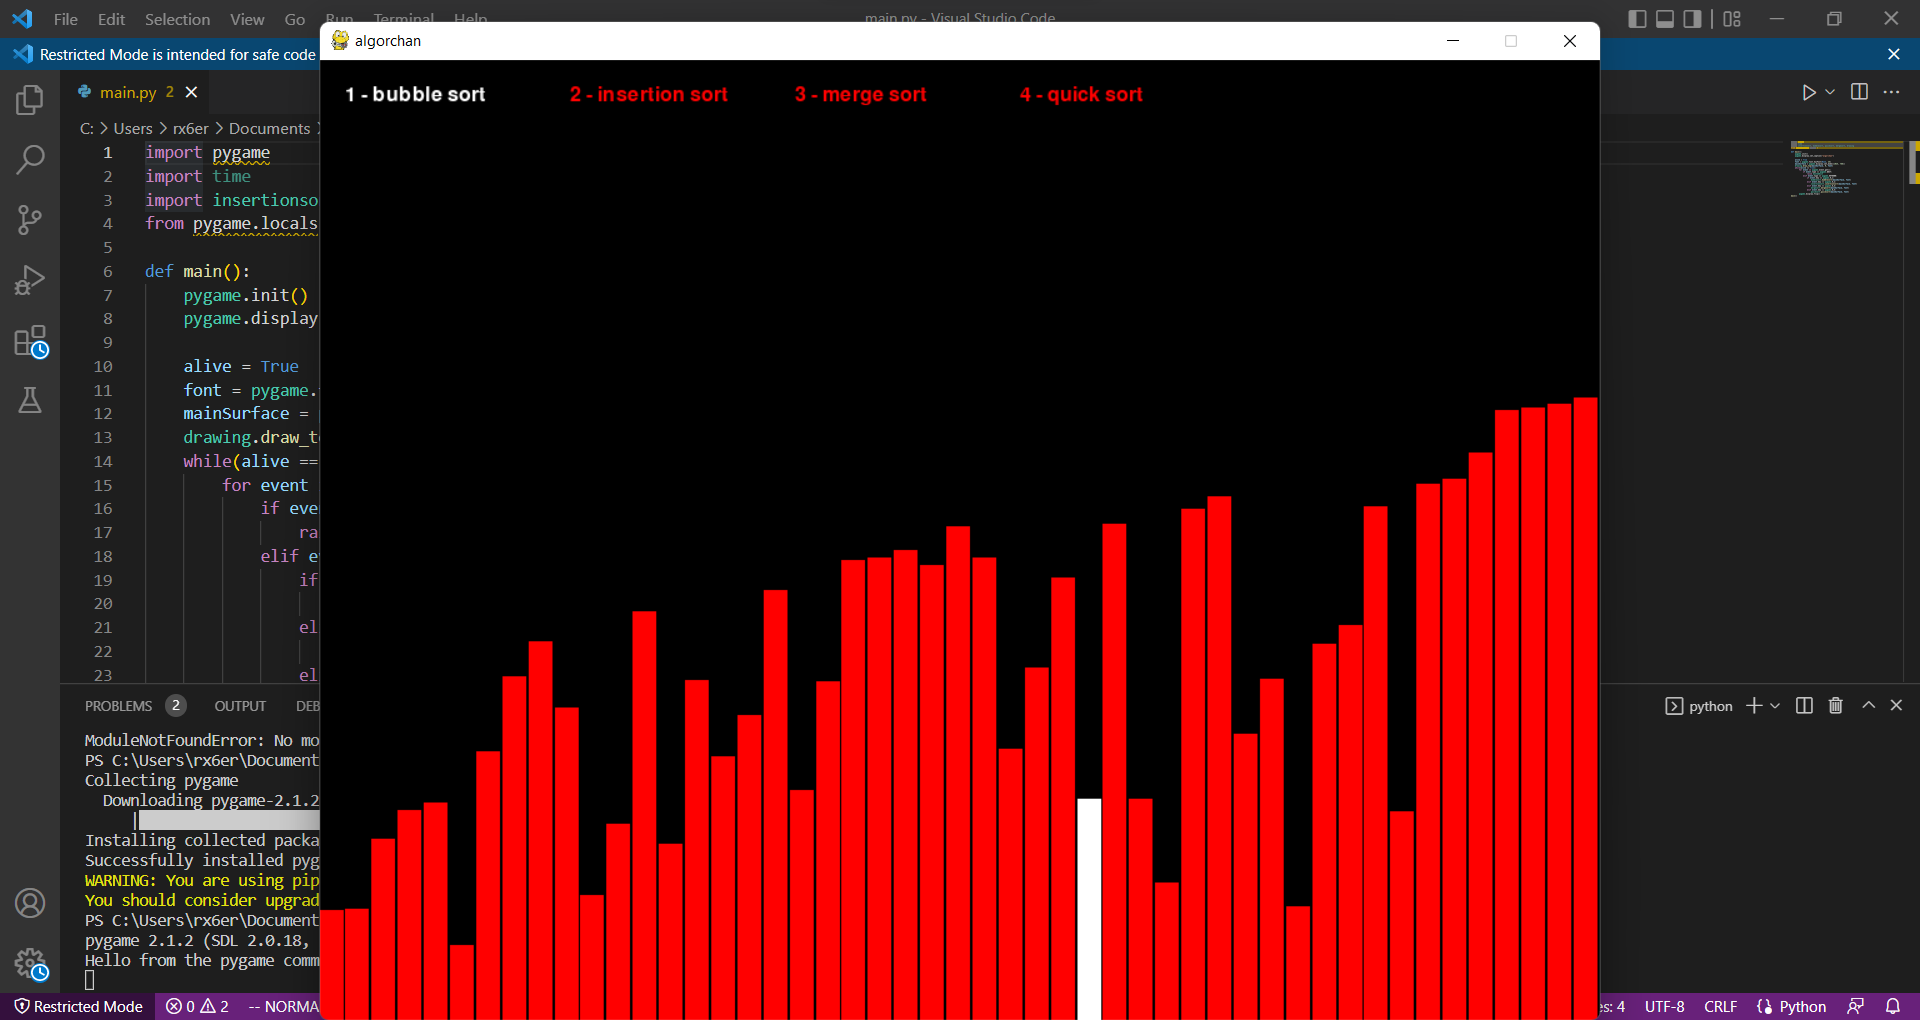 File Edit Selection View Go Run Terminal Help
main.py - Visual Studio Code
Restricted Mode is intended for safe code
algorchan
1 - bubble sort 2 - insertion sort 3 - merge sort 4 - quick sort
main.py 2
C: > Users > rx6er > Documents >
1 import pygame
2 import time
3 import insertionso
4 from pygame.locals
5
6 def main():
7 pygame.init()
8 pygame.display
9
10 alive = True
11 font = pygame.
12 mainSurface =
13 drawing.draw_t
14 while(alive ==
15 for event
16 if eve
17 ra
18 elif e
19 if
20
21 el
22
23 el
PROBLEMS 2 OUTPUT DEB
python
ModuleNotFoundError: No mo
PS C:\Users\rx6er\Document
Collecting pygame
Downloading pygame-2.1.2
|
Installing collected packa
Successfully installed pyg
WARNING: You are using pip
You should consider upgrad
PS C:\Users\rx6er\Document
pygame 2.1.2 (SDL 2.0.18,
Hello from the pygame comm
Restricted Mode 0 2 -- NORMA
es: 4 UTF-8 CRLF Python